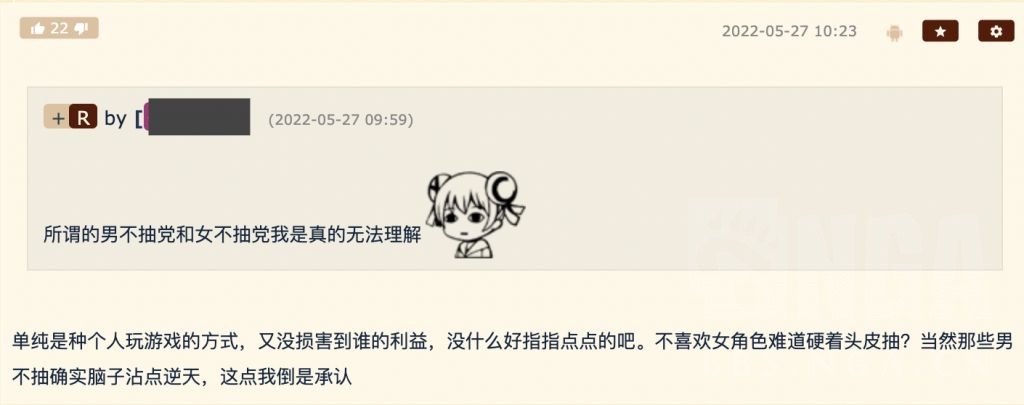 22
2022-05-27 10:23
+ R by [
(2022-05-27 09:59)
所谓的男不抽党和女不抽党我是真的无法理解
NGA
单纯是种个人玩游戏的方式，又没损害到谁的利益，没什么好指指点点的吧。不喜欢女角色难道硬着头皮抽？当然那些男
不抽确实脑子沾点逆天，这点我倒是承认